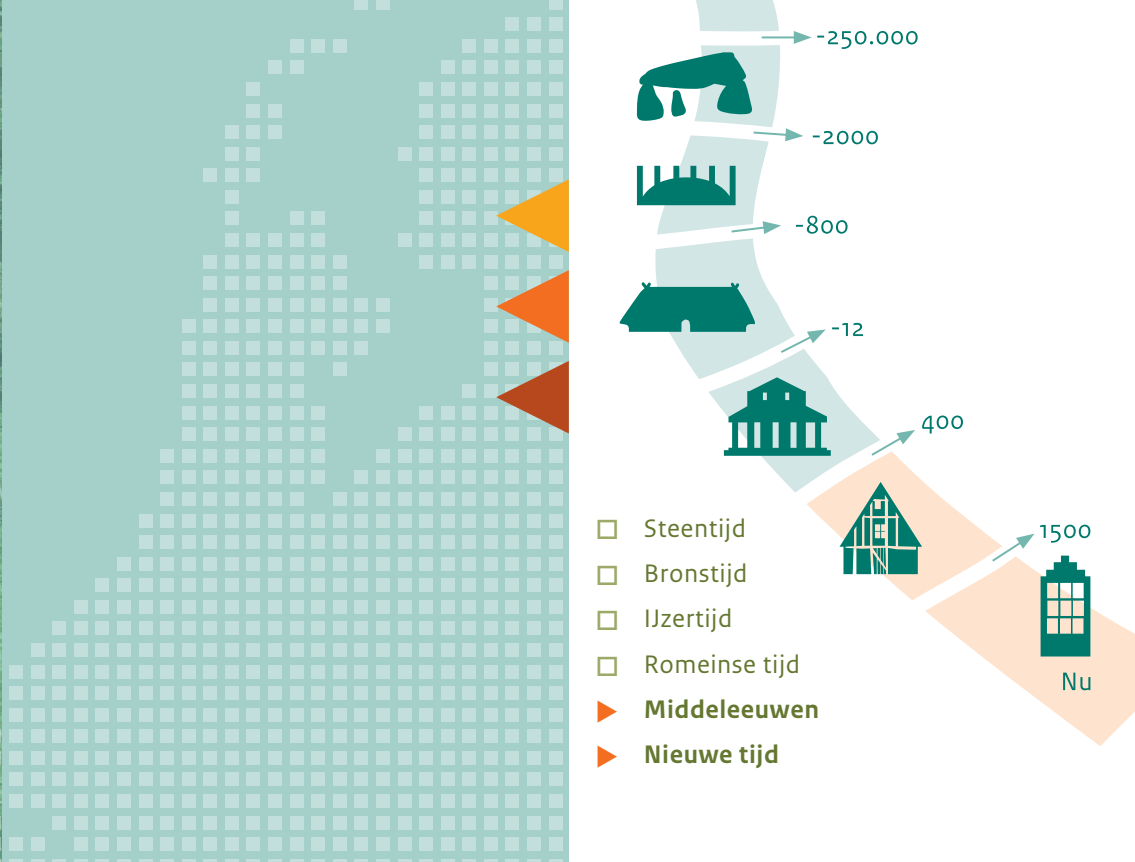 -250.000
-2000
-800
-12
400
1500
Nu
Steentijd
Bronstijd
IJzertijd
Romeinse tijd
Middeleeuwen
Nieuwe tijd